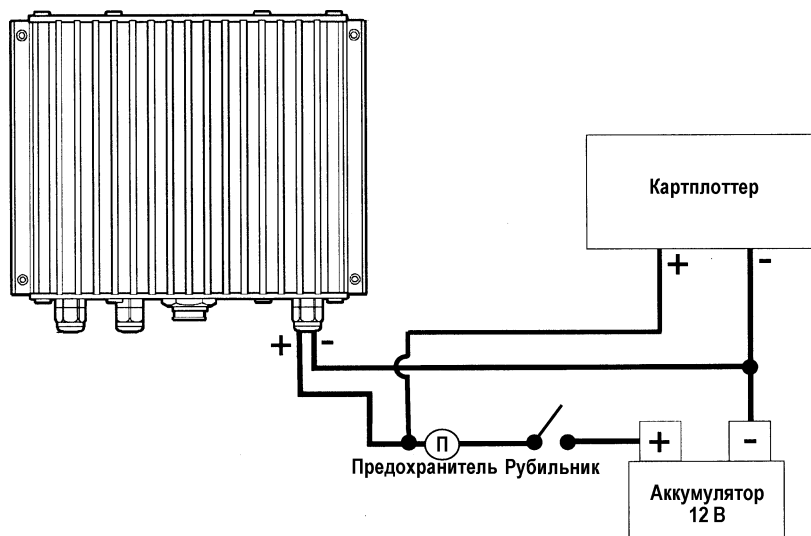 Картплоттер
+ -
+ -
П
Предохранитель Рубильник
+ -
Аккумулятор
12 В